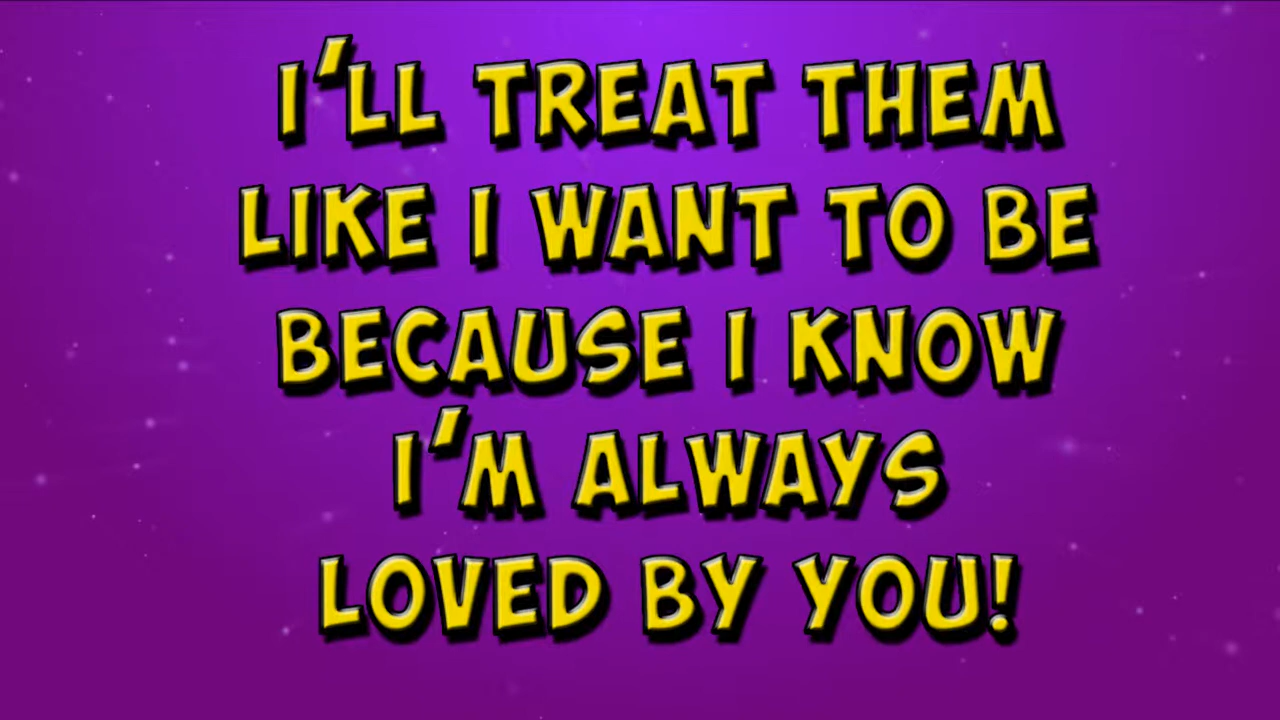 I'LL TREAT THEM
LIKE I WANT TO BE
BECAUSE I KNOW
I'M ALWAYS
LOVED BY YOU!